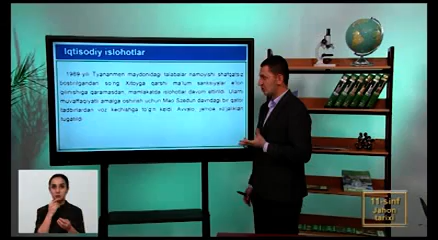 Iqtisodiy islohotlar
1989-yili Tyananmen maydonidagi talabalar namoyishi shafqatsiz
bostirilganidan so'ng Xitoyga qarshi ma'lum sanksiyalar e'lon
qilinishiga qaramasdan, mamlakatda islohotlar davom ettirildi. Ularni
muvaffaqiyatli amalga oshirish uchun Mao Szedun davridagi bir qator
tadbirlardan voz kechishga to'g'ri keldi. Avvalo jamoa xo'jaliklari
tugatildi
11-sinf
Jahon
tarixi